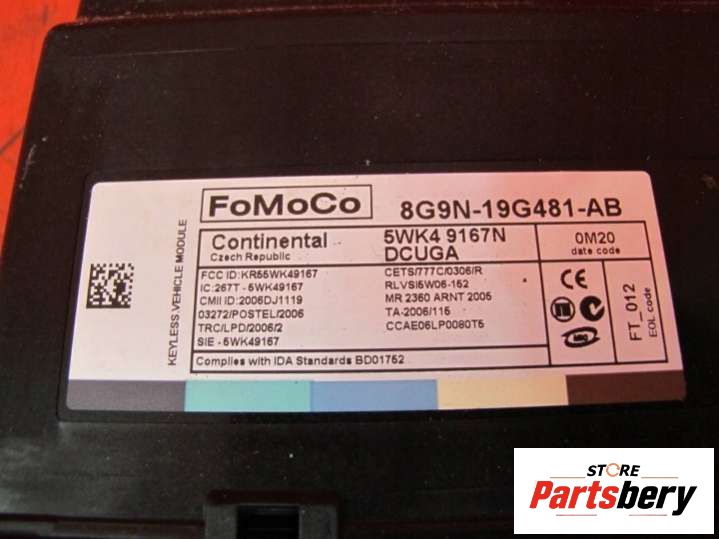 KEYLESS VEHICLE MODULE
FoMoCo
8G9N-19G481-AB
Continental
Czech Republic
5WK4 9167N
DCUGA
0M20
date code
FCC ID: KR55WK49167
IC:267T - 5WK49167
CMII ID:2006DJ1119
03272/POSTEL/2006
TRC/LPD/2006/2
SIE - 5WK49167
CETS/777C/0306/R
RLVSI5W06-152
MR 2360 ARNT 2005
TA-2006/115
CCAE06LP0080T5
CE
FT_012
EOL code
Complies with IDA Standards BD01752
STORE
Partsbery